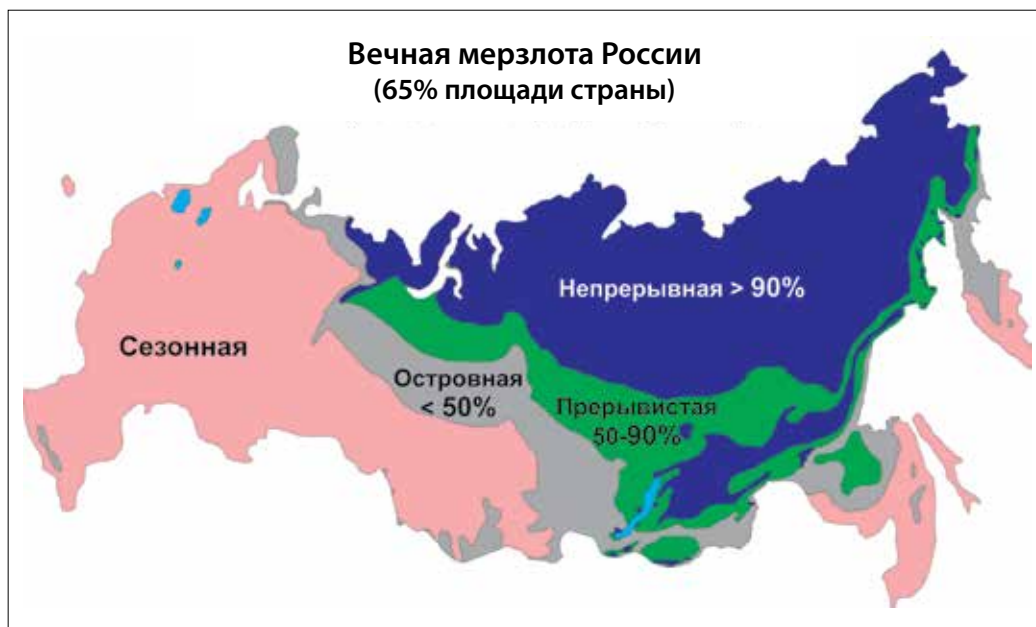 Вечная мерзлота России
(65% площади страны)
Непрерывная > 90%
Сезонная
Островная
< 50%
Прерывистая
50-90%